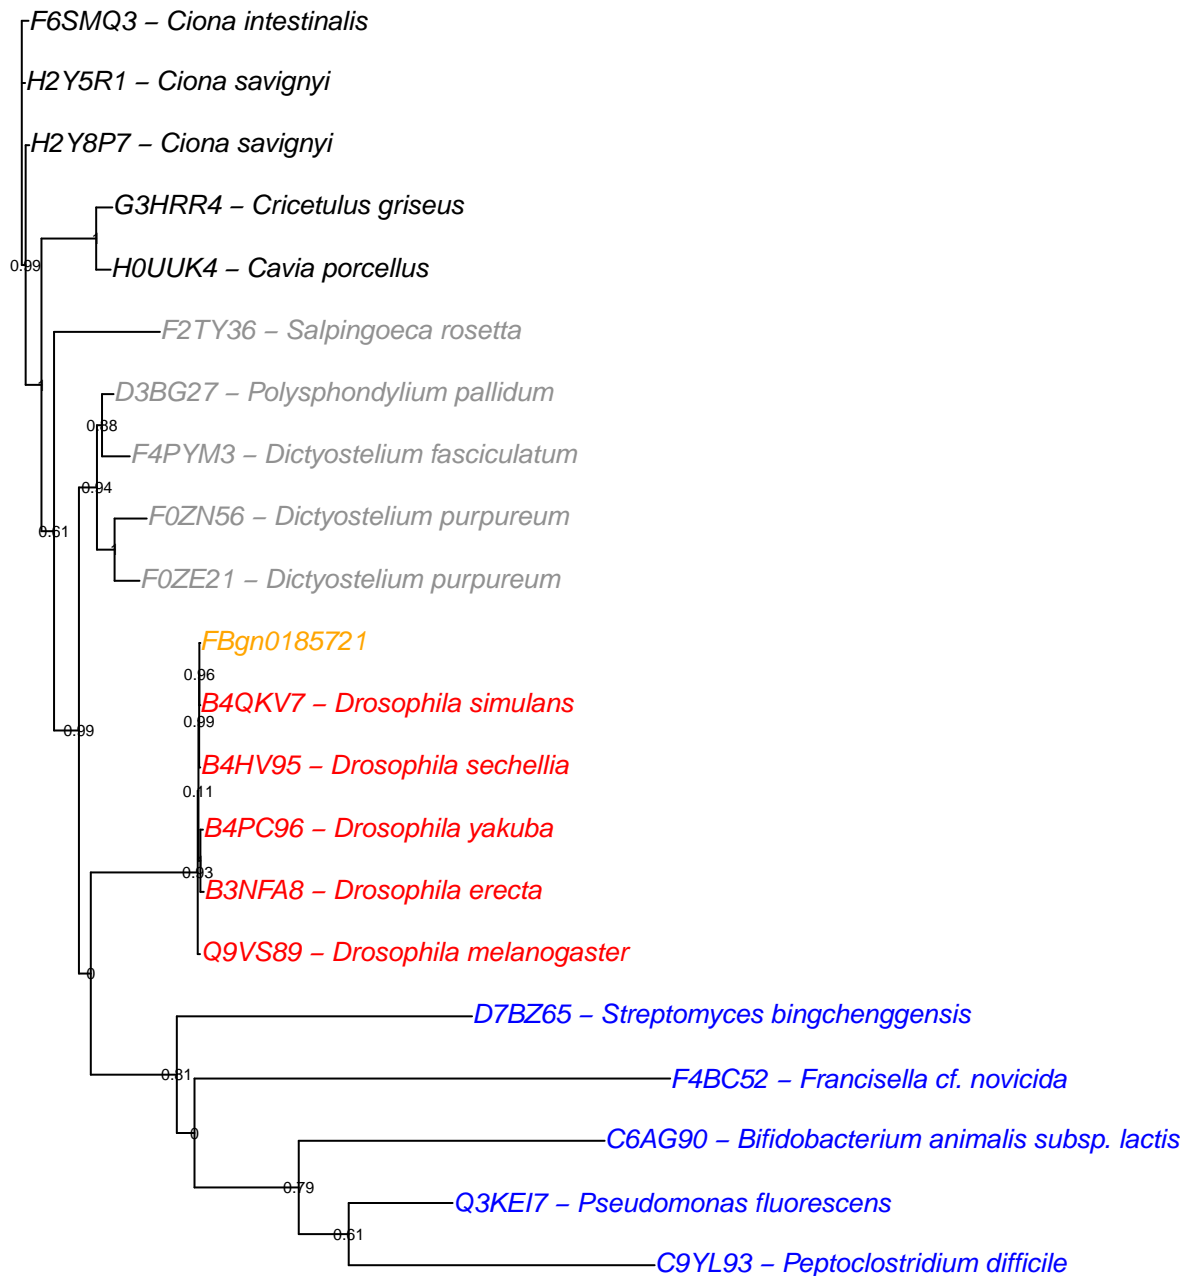 F6SMQ3 – Ciona intestinalis
H2Y5R1 – Ciona savignyi
H2Y8P7 – Ciona savignyi
G3HRR4 – Cricetulus griseus
1
0.99
H0UUK4 – Cavia porcellus
F2TY36 – Salpingoeca rosetta
1
D3BG27 – Polysphondylium pallidum
0.88
F4PYM3 – Dictyostelium fasciculatum
0.94
F0ZN56 – Dictyostelium purpureum
0.61
1
F0ZE21 – Dictyostelium purpureum
FBgn0185721
0.96
B4QKV7 – Drosophila simulans
0.99
0.99
B4HV95 – Drosophila sechellia
0.11
B4PC96 – Drosophila yakuba
0.93
B3NFA8 – Drosophila erecta
Q9VS89 – Drosophila melanogaster
0
D7BZ65 – Streptomyces bingchenggensis
0.81
F4BC52 – Francisella cf. novicida
0
C6AG90 – Bifidobacterium animalis subsp. lactis
0.79
Q3KEI7 – Pseudomonas fluorescens
0.61
C9YL93 – Peptoclostridium difficile